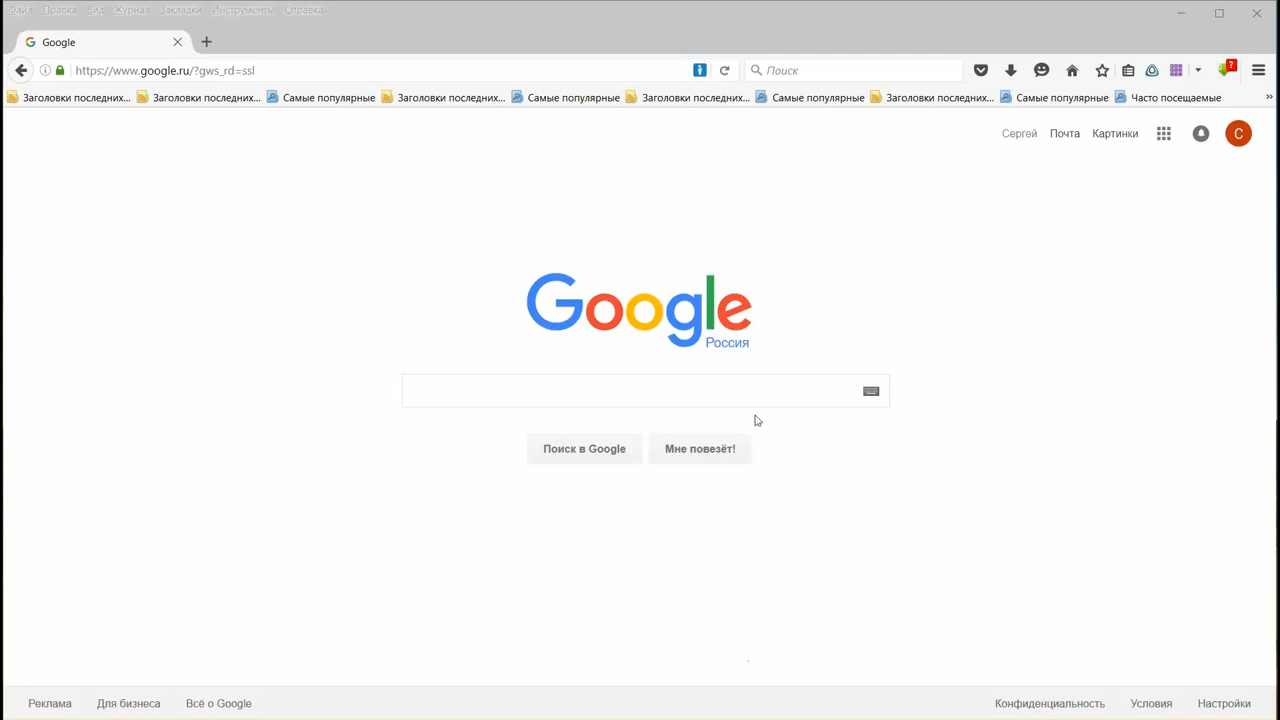 Файл Правка Вид Журнал Закладки Инструменты Справка
Google
https://www.google.ru/?gws_rd=ssl
Поиск
?
Заголовки последних... Заголовки последних... Самые популярные Заголовки последних... Самые популярные Заголовки последних... Самые популярные Заголовки последних... Самые популярные Часто посещаемые »
Сергей Почта Картинки С
Google
Россия
Поиск в Google Мне повезёт!
Реклама Для бизнеса Всё о Google Конфиденциальность Условия Настройки